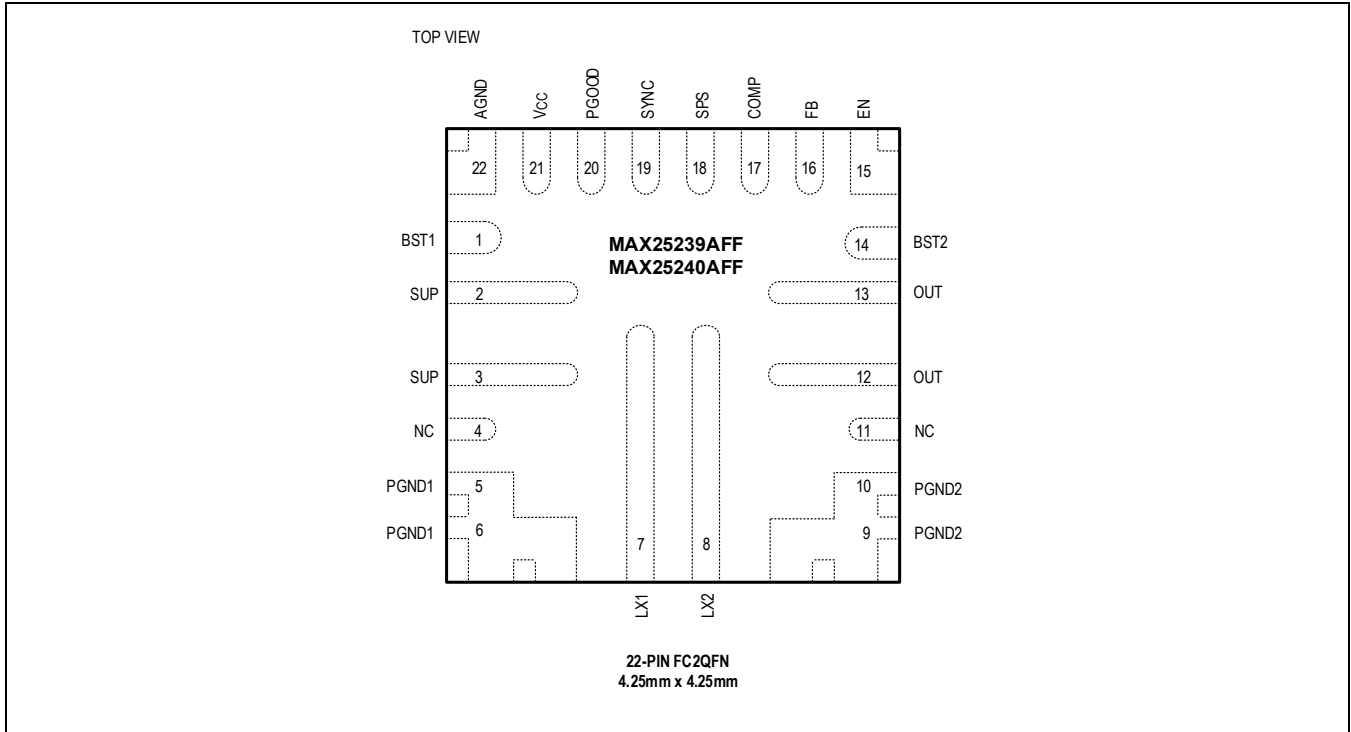 TOP VIEW
AGND
VCC
PGOOD
SYNC
SPS
COMP
FB
EN
22
21
20
19
18
17
16
15
BST1
1
MAX25239AFF
MAX25240AFF
14
BST2
SUP
2
13
OUT
SUP
3
12
OUT
NC
4
11
NC
PGND1
5
10
PGND2
PGND1
6
9
PGND2
7
8
LX1
LX2
22-PIN FC2QFN
4.25mm x 4.25mm